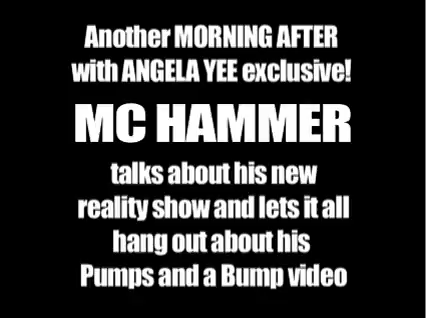 Another MORNING AFTER
with ANGELA YEE exclusive!
MC HAMMER
talks about his new
reality show and lets it all
hang out about his
Pumps and a Bump video